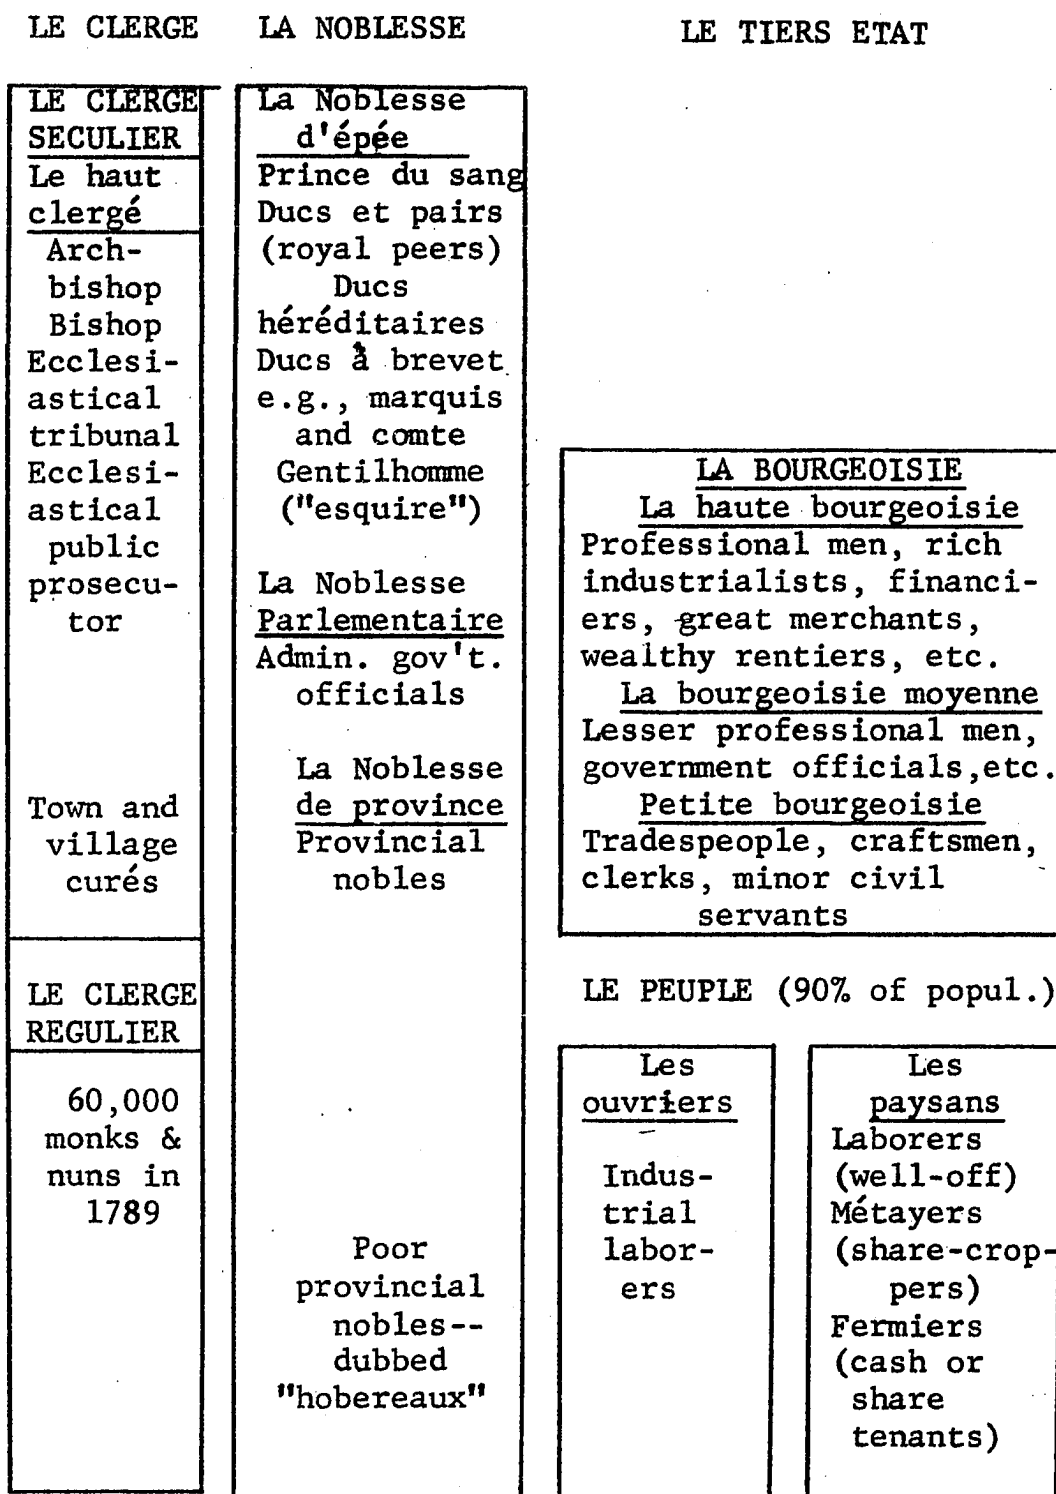 LE CLERGE
LA NOBLESSE
LE TIERS ETAT
LE CLERGE
SECULIER
Le haut
clergé
Arch-
bishop
Bishop
Ecclesi-
astical
tribunal
Ecclesi-
astical
public
prosecu-
tor
Town and
village
curés
LE CLERGE
REGULIER
60,000
monks &
nuns in
1789
La Noblesse
d'épée
Prince du sang
Ducs et pairs
(royal peers)
Ducs
héréditaires
Ducs à brevet
e.g., marquis
and comte
Gentilhomme
("esquire")
La Noblesse
Parlementaire
Admin. gov't.
officials
La Noblesse
de province
Provincial
nobles
Poor
provincial
nobles--
dubbed
"hobereaux"
LA BOURGEOISIE
La haute bourgeoisie
Professional men, rich
industrialists, financi-
ers, great merchants,
wealthy rentiers, etc.
La bourgeoisie moyenne
Lesser professional men,
government officials,etc.
Petite bourgeoisie
Tradespeople, craftsmen,
clerks, minor civil
servants
LE PEUPLE (90% of popul.)
Les
ouvriers
Indus-
trial
labor-
ers
Les
paysans
Laborers
(well-off)
Métayers
(share-crop-
pers)
Fermiers
(cash or
share
tenants)